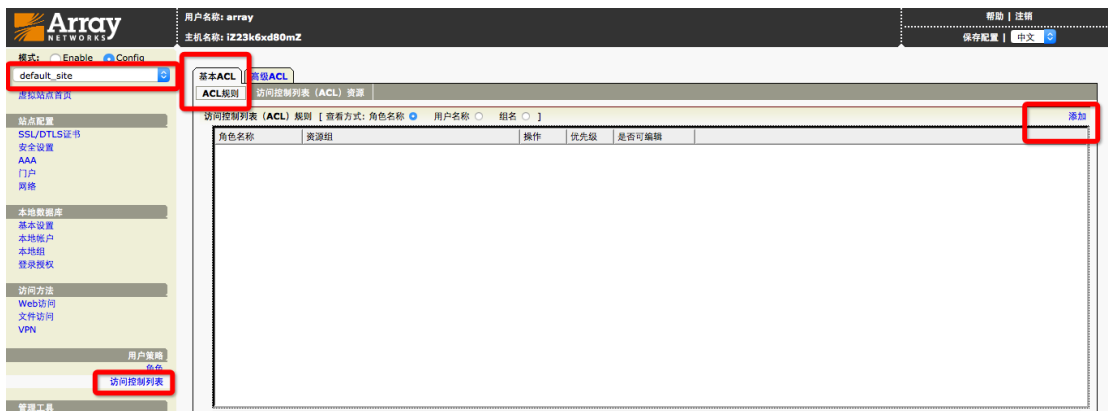 Array
NETWORKS
用户名称: array
主机名称: iZ23k6xd80mZ
帮助 | 注销
保存配置 | 中文
模式: Enable Config
default_site
虚拟站点首页
站点配置
SSL/DTLS证书
安全设置
AAA
门户
网络
本地数据库
基本设置
本地帐户
本地组
登录授权
访问方法
Web访问
文件访问
VPN
用户策略
角色
访问控制列表
管理工具
基本ACL 高级ACL
ACL规则 访问控制列表（ACL）资源
访问控制列表（ACL）规则 [ 查看方式: 角色名称 用户名称 组名 ]
添加
角色名称 资源组 操作 优先级 是否可编辑